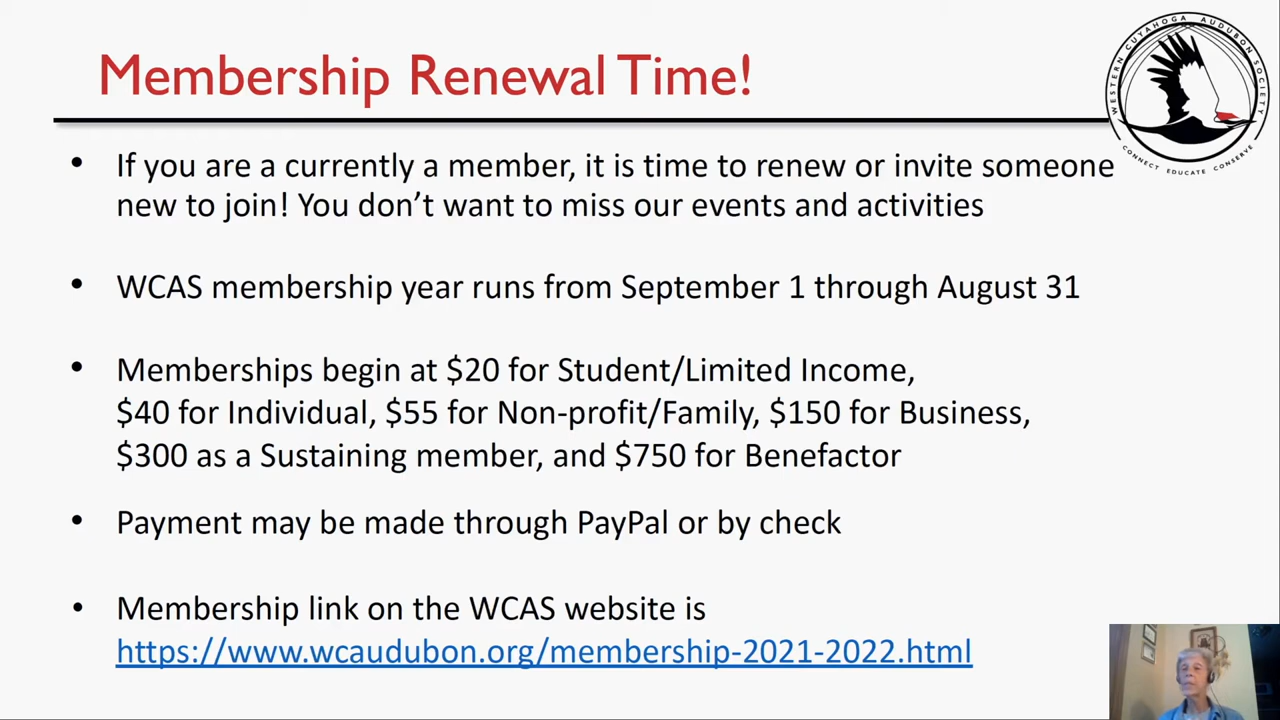 Membership Renewal Time!
WESTERN CUYAHOGA AUDUBON SOCIETY
CONNECT EDUCATE CONSERVE
• If you are a currently a member, it is time to renew or invite someone
new to join! You don’t want to miss our events and activities
• WCAS membership year runs from September 1 through August 31
• Memberships begin at $20 for Student/Limited Income,
$40 for Individual, $55 for Non-profit/Family, $150 for Business,
$300 as a Sustaining member, and $750 for Benefactor
• Payment may be made through PayPal or by check
• Membership link on the WCAS website is
https://www.wcaudubon.org/membership-2021-2022.html